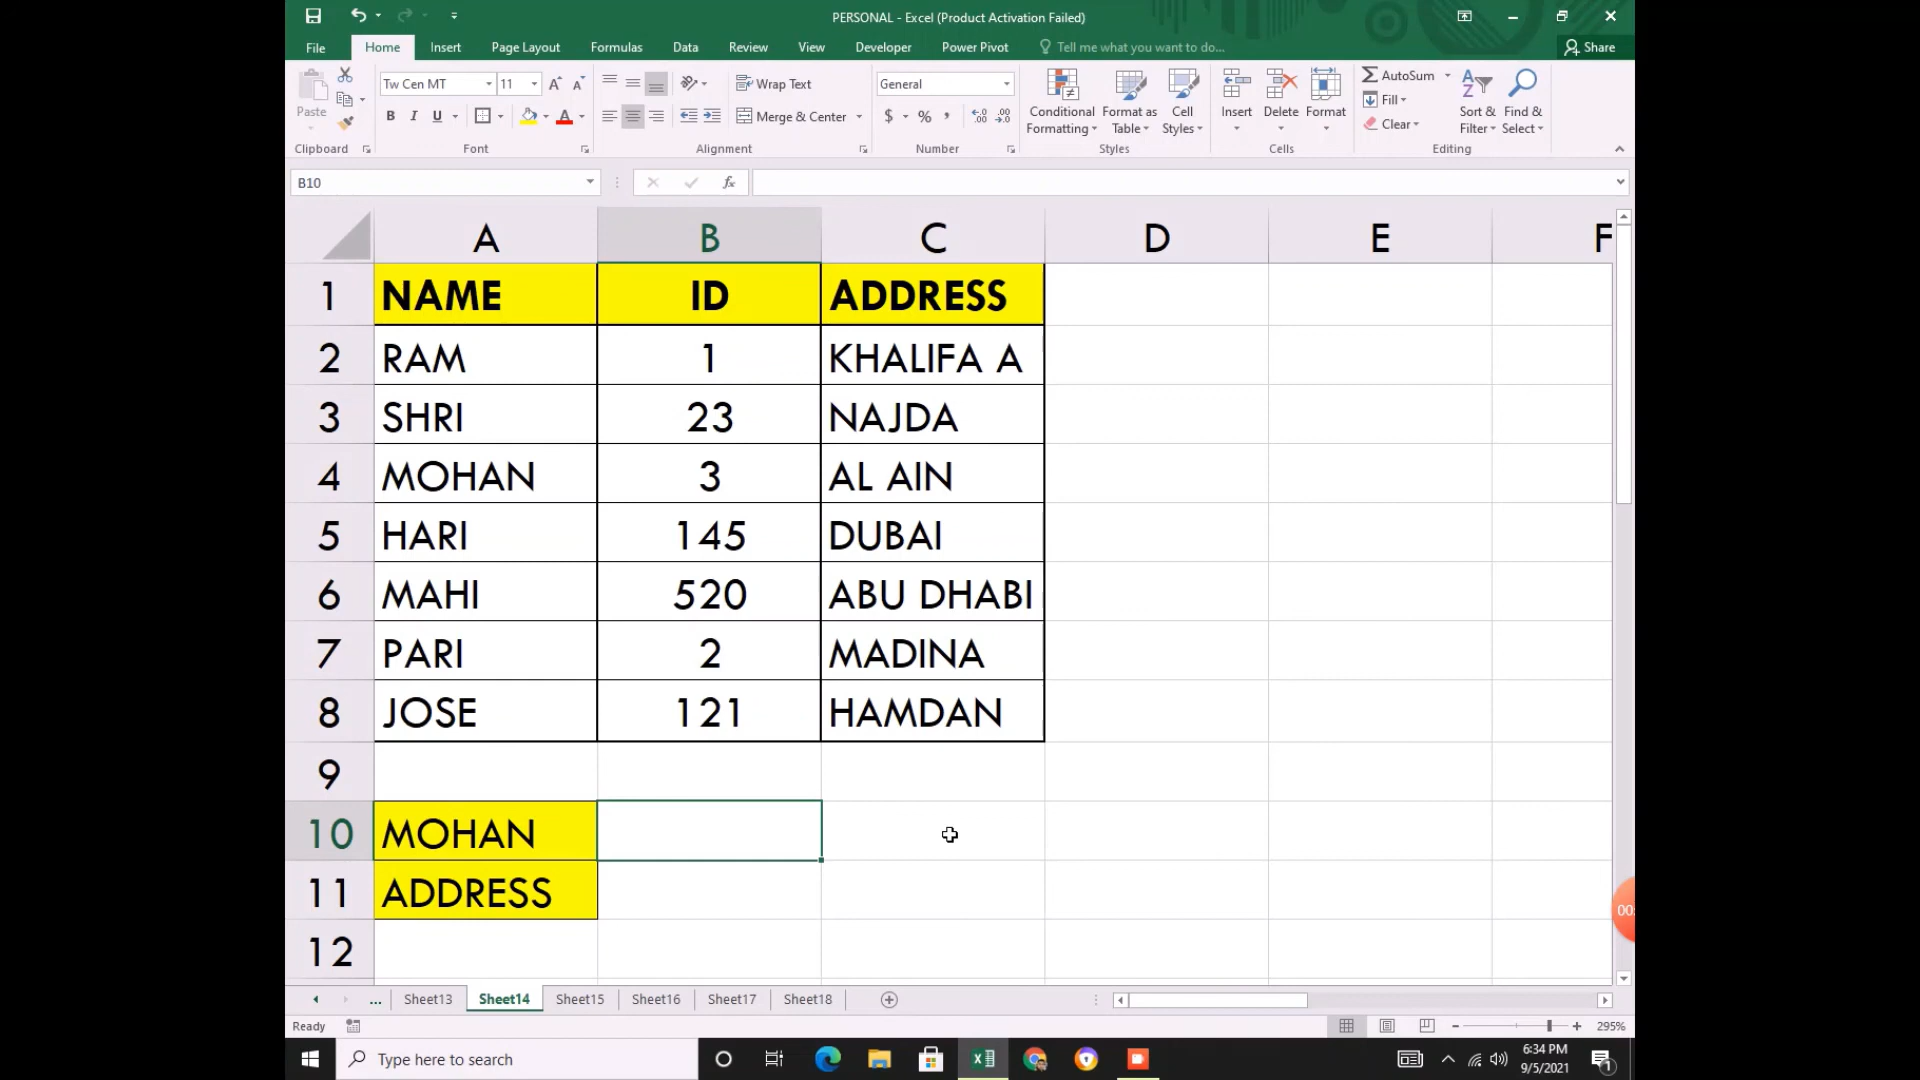 PERSONAL - Excel (Product Activation Failed)
File Home Insert Page Layout Formulas Data Review View Developer Power Pivot Tell me what you want to do... Share
Paste
Tw Cen MT 11
B I U
Wrap Text
Merge & Center
General
$ % ,
Conditional Formatting
Format as Table
Cell Styles
Insert
Delete
Format
AutoSum
Fill
Clear
Sort & Filter
Find & Select
Clipboard Font Alignment Number Styles Cells Editing
B10 fx
A B C D E F
1 NAME ID ADDRESS
2 RAM 1 KHALIFA A
3 SHRI 23 NAJDA
4 MOHAN 3 AL AIN
5 HARI 145 DUBAI
6 MAHI 520 ABU DHABI
7 PARI 2 MADINA
8 JOSE 121 HAMDAN
9
10 MOHAN
11 ADDRESS
12
... Sheet13 Sheet14 Sheet15 Sheet16 Sheet17 Sheet18
Ready 295%
Type here to search
6:34 PM
9/5/2021